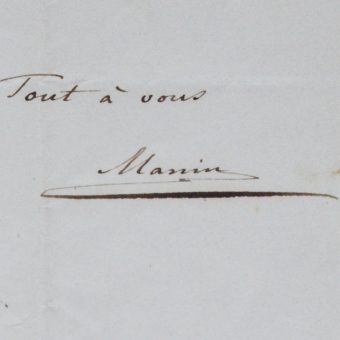 Tout à vous
Manin